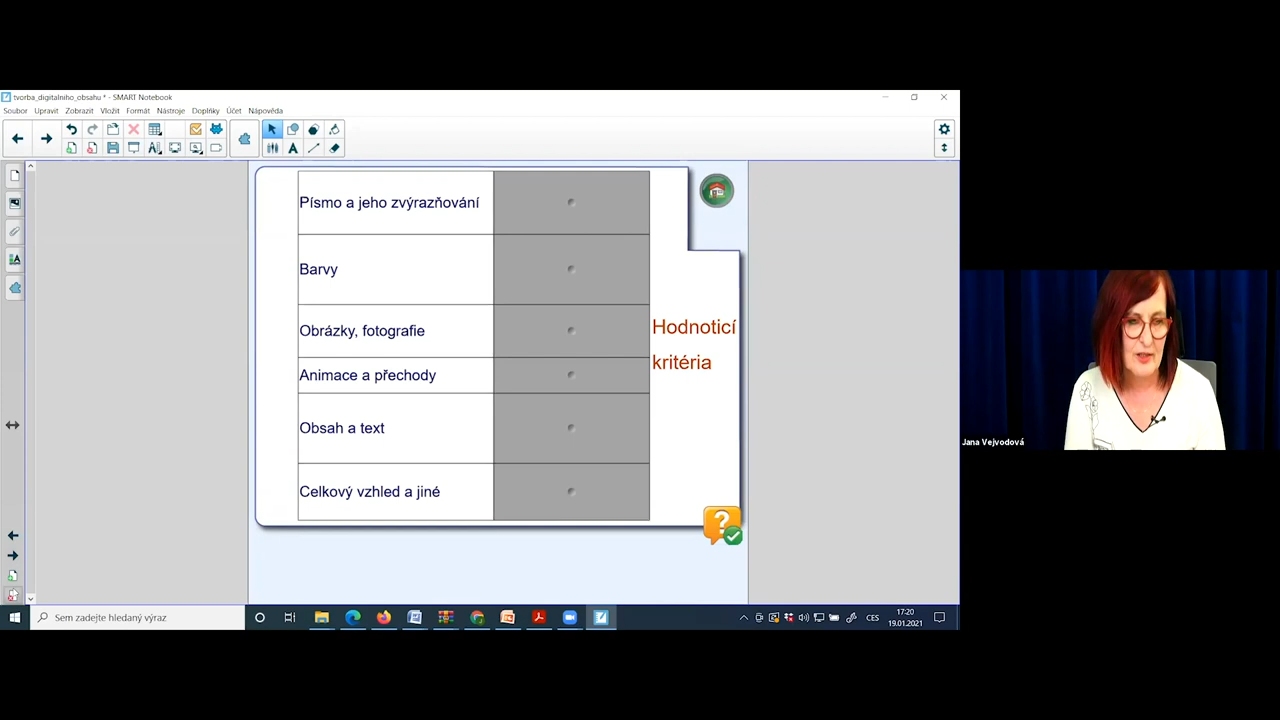 tvorba_digitalniho_obsahu * - SMART Notebook
Soubor Upravit Zobrazit Vložit Formát Nástroje Doplňky Účet Nápověda
Písmo a jeho zvýrazňování
Barvy
Obrázky, fotografie
Animace a přechody
Obsah a text
Celkový vzhled a jiné
Hodnoticí
kritéria
Jana Vejvodová
Sem zadejte hledaný výraz
CES
17:20
19.01.2021